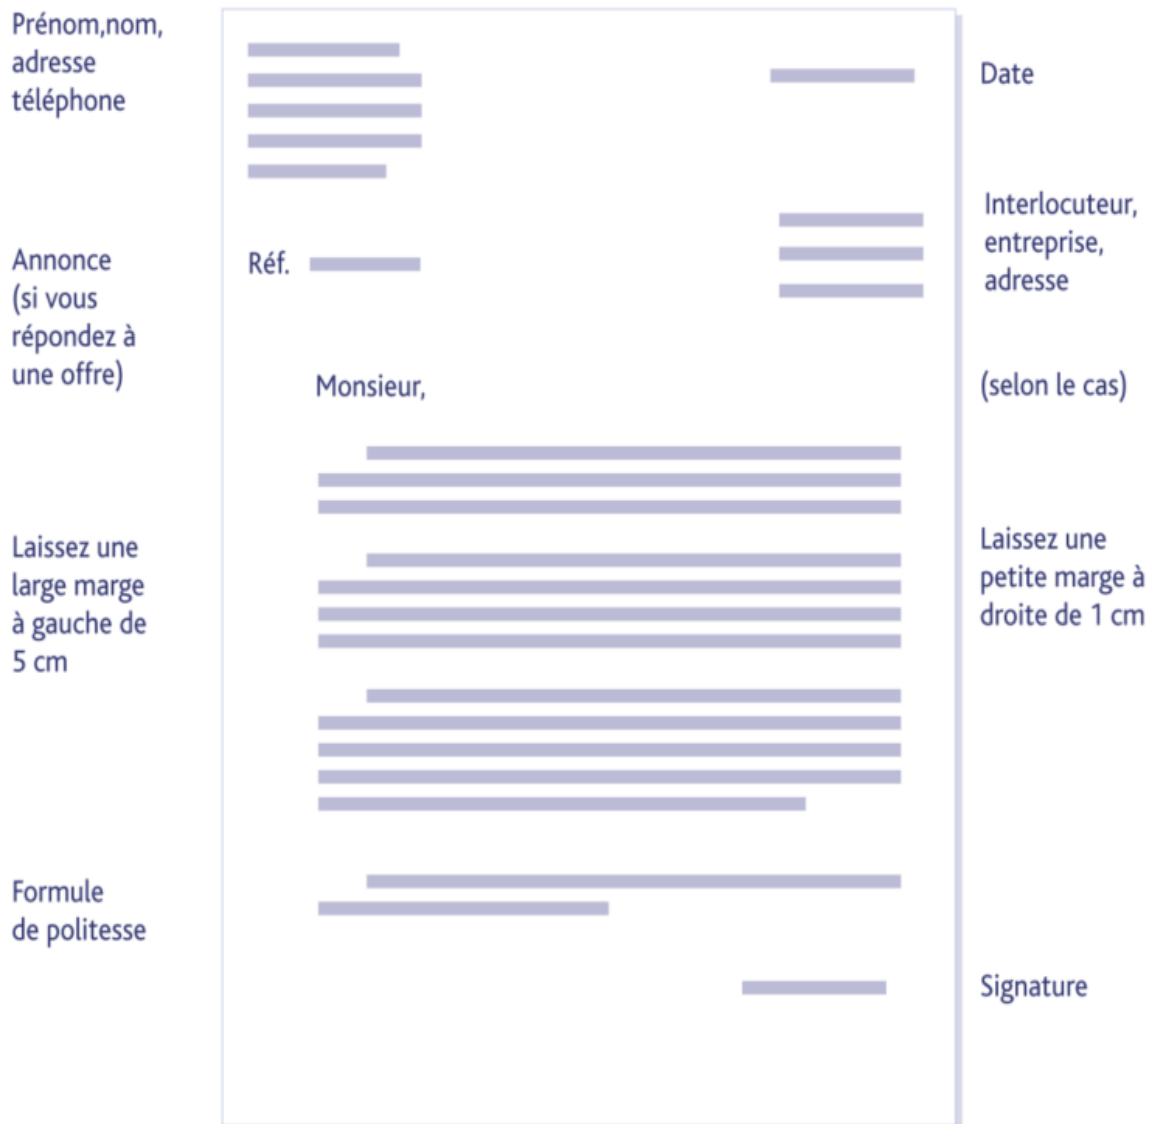 Prénom,nom,
adresse
téléphone
Date
Interlocuteur,
entreprise,
adresse
Annonce
(si vous
répondez à
une offre)
Réf.
Monsieur,
(selon le cas)
Laissez une
large marge
à gauche de
5 cm
Laissez une
petite marge à
droite de 1 cm
Formule
de politesse
Signature